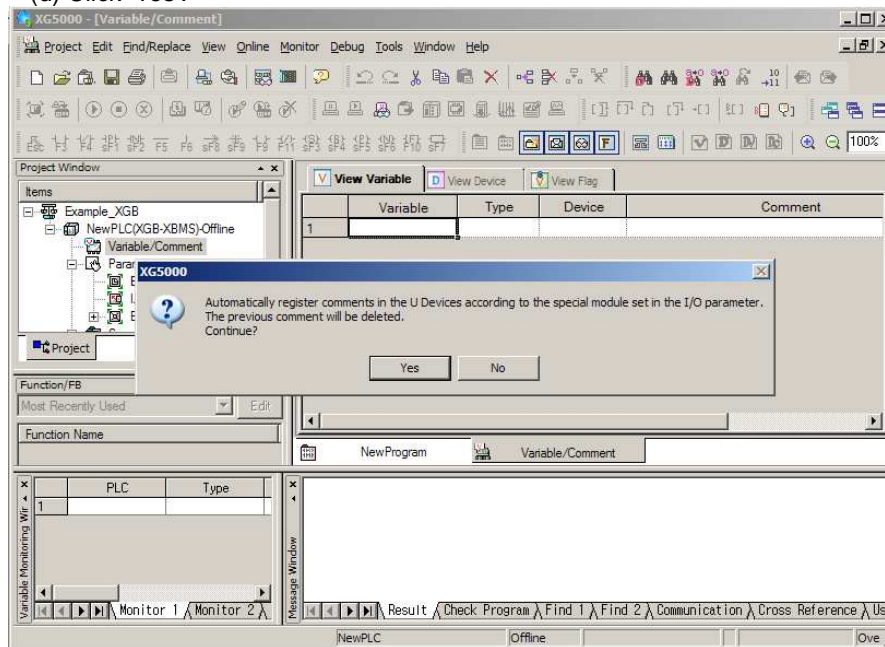 (d) Click 'Yes'.
XG5000 - [Variable/Comment]
Project Edit Find/Replace View Online Monitor Debug Tools Window Help
100%
Project Window
Items
Example_XGB
NewPLC(XGB-XBMS)-Offline
Variable/Comment
Project
View Variable View Device View Flag
Variable Type Device Comment
1
XG5000
Automatically register comments in the U Devices according to the special module set in the I/O parameter.
The previous comment will be deleted.
Continue?
Yes No
Function/FB
Most Recently Used Edit
Function Name
NewProgram Variable/Comment
PLC Type
1
Variable Monitoring
Monitor 1 Monitor 2
Message Window
Result Check Program Find 1 Find 2 Communication Cross Reference
NewPLC Offline